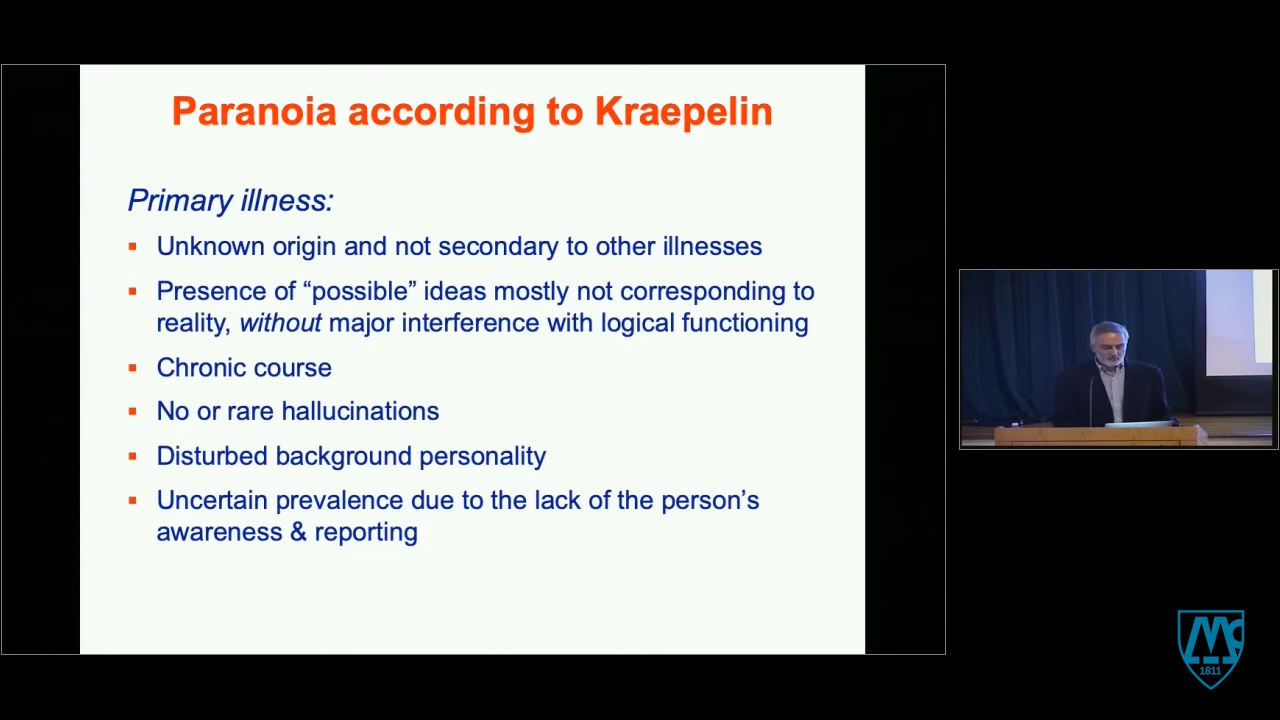 Paranoia according to Kraepelin
Primary illness:
▪ Unknown origin and not secondary to other illnesses
▪ Presence of “possible” ideas mostly not corresponding to
reality, without major interference with logical functioning
▪ Chronic course
▪ No or rare hallucinations
▪ Disturbed background personality
▪ Uncertain prevalence due to the lack of the person’s
awareness & reporting
Mc
1811